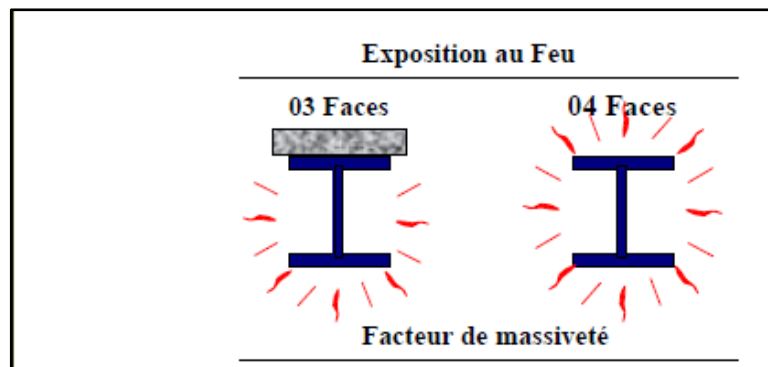 Exposition au Feu
03 Faces 04 Faces
Facteur de massiveté